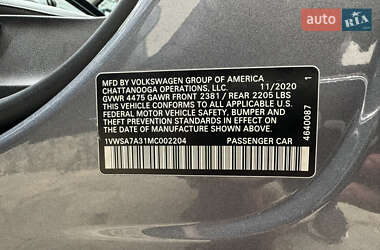 auto RIA
MFD BY VOLKSWAGEN GROUP OF AMERICA
CHATTANOOGA OPERATIONS, LLC. 11/2020 1
GVWR 4475 GAWR FRONT 2381 / REAR 2205 LBS
THIS VEHICLE CONFORMS TO ALL APPLICABLE U.S.
FEDERAL MOTOR VEHICLE SAFETY, BUMPER AND
THEFT PREVENTION STANDARDS IN EFFECT ON THE
DATE OF MANUFACTURE SHOWN ABOVE.
1VWSA7A31MC002204 PASSENGER CAR
4640087